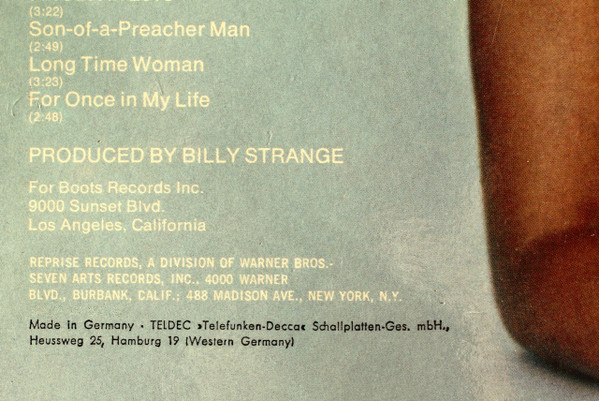 (3:22)
Son-of-a-Preacher Man
(2:49)
Long Time Woman
(3:23)
For Once in My Life
(2:48)
PRODUCED BY BILLY STRANGE
For Boots Records Inc.
9000 Sunset Blvd.
Los Angeles, California
REPRISE RECORDS, A DIVISION OF WARNER BROS.-
SEVEN ARTS RECORDS, INC., 4000 WARNER
BLVD., BURBANK, CALIF.; 488 MADISON AVE., NEW YORK, N.Y.
Made in Germany · TELDEC »Telefunken-Decca« Schallplatten-Ges. mbH.,
Heussweg 25, Hamburg 19 (Western Germany)